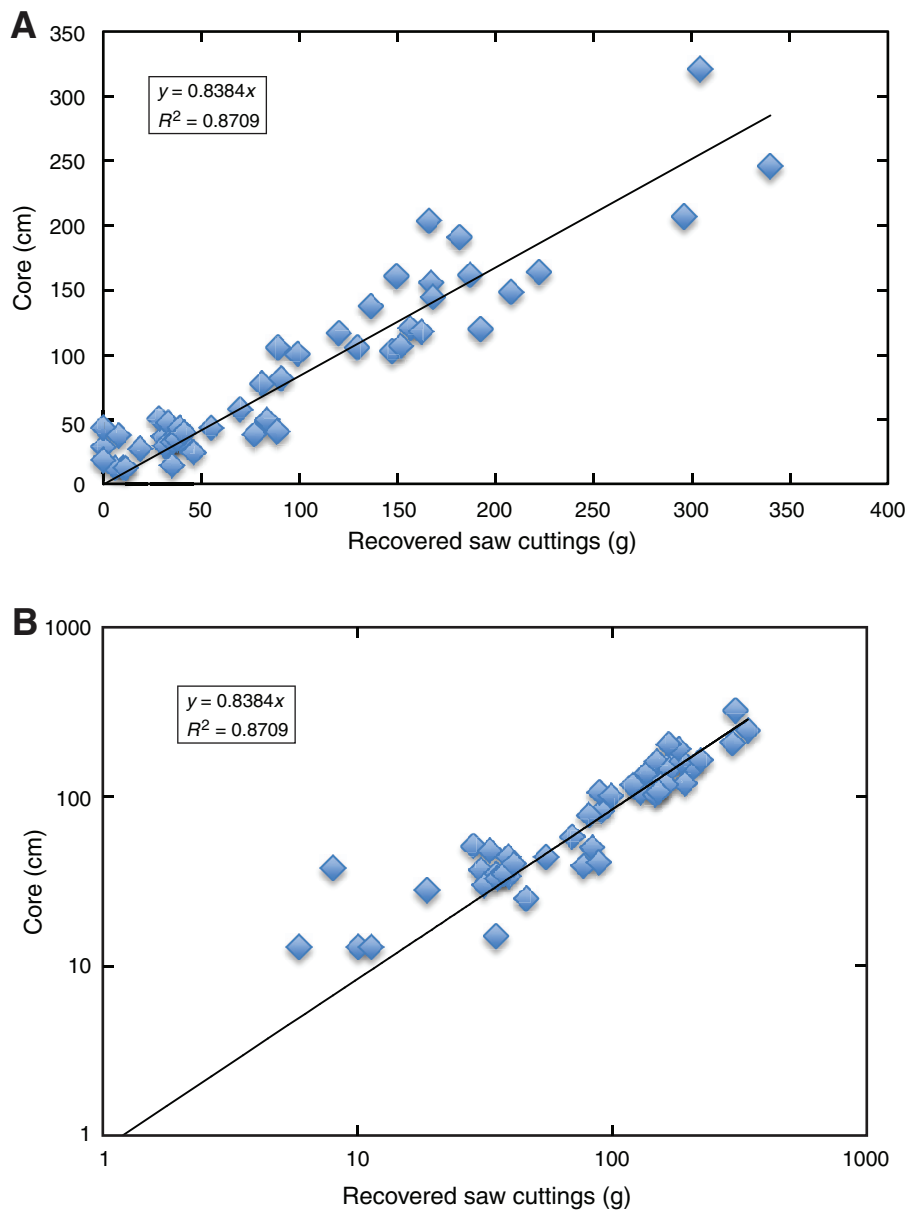 A
350
300
250
200
150
100
50
0
Core (cm)
y = 0.8384x
R² = 0.8709
0 50 100 150 200 250 300 350 400
Recovered saw cuttings (g)
B
1000
100
10
1
Core (cm)
y = 0.8384x
R² = 0.8709
1 10 100 1000
Recovered saw cuttings (g)